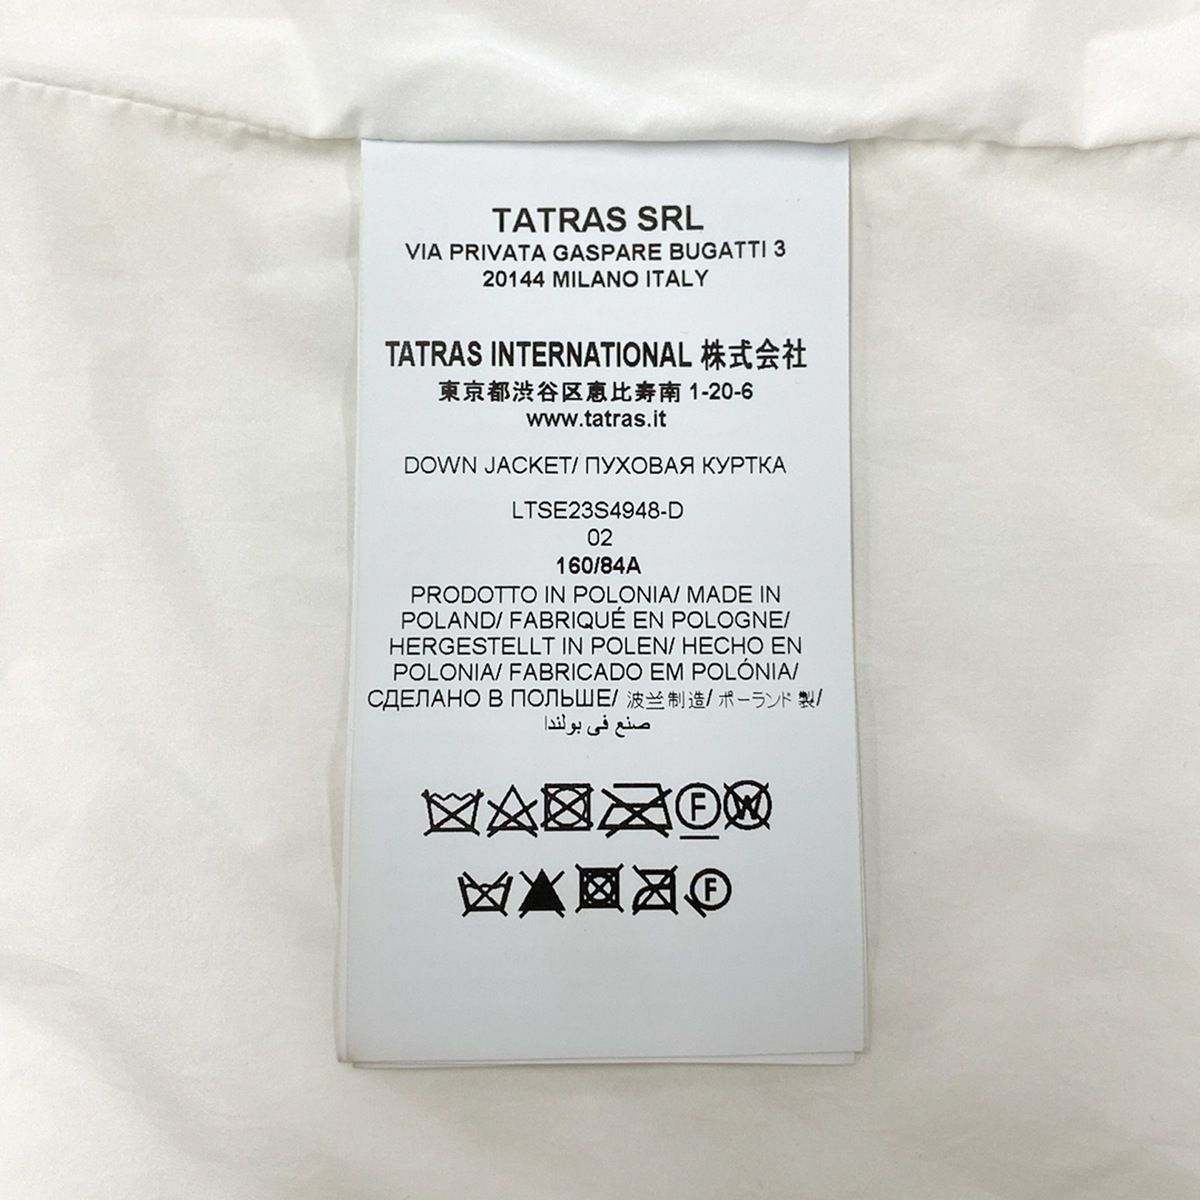 TATRAS SRL
VIA PRIVATA GASPARE BUGATTI 3
20144 MILANO ITALY
TATRAS INTERNATIONAL 株式会社
東京都渋谷区恵比寿南 1-20-6
www.tatras.it
DOWN JACKET/ ПУХОВАЯ КУРТКА
LTSE23S4948-D
02
160/84A
PRODOTTO IN POLONIA/ MADE IN
POLAND/ FABRIQUÉ EN POLOGNE/
HERGESTELLT IN POLEN/ HECHO EN
POLONIA/ FABRICADO EM POLÓNIA/
СДЕЛАНО В ПОЛЬШЕ/ 波兰制造/ ポーランド製/
صنع في بولندا
F W
F